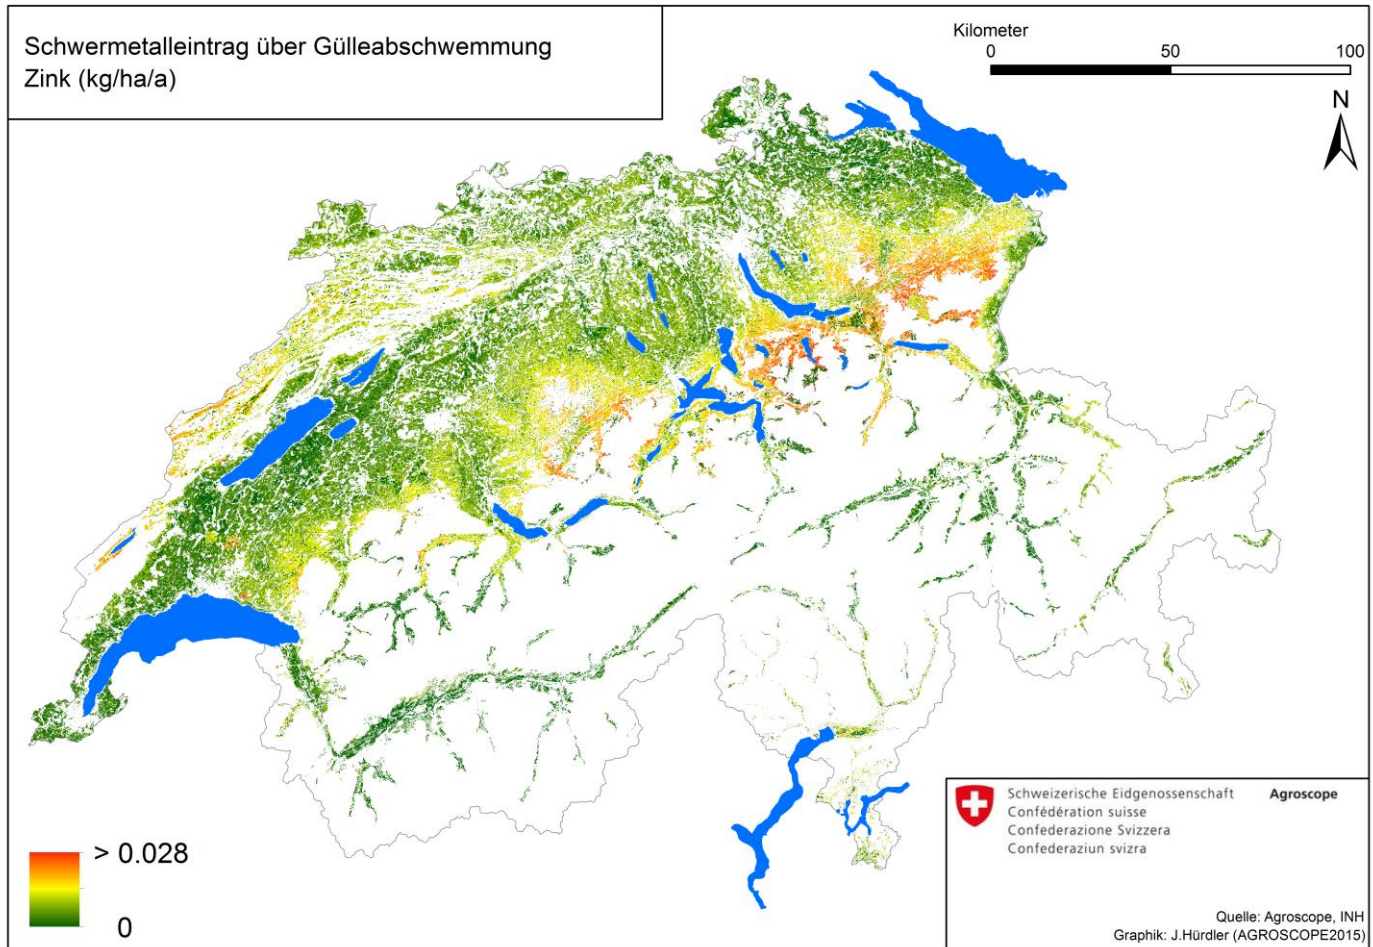 Schwermetalleintrag über Gülleabschwemmung
Zink (kg/ha/a)
Kilometer
0 50 100
N
> 0.028
0
Schweizerische Eidgenossenschaft Agroscope
Confédération suisse
Confederazione Svizzera
Confederaziun svizra
Quelle: Agroscope, INH
Graphik: J.Hürdler (AGROSCOPE2015)